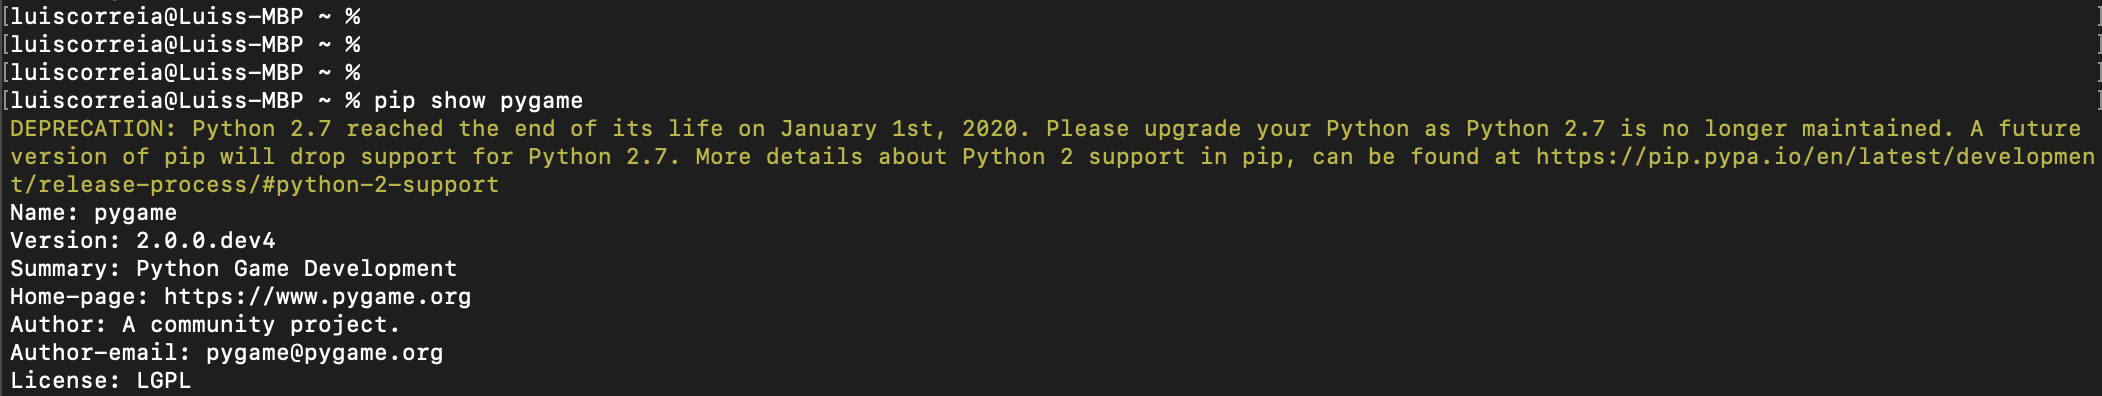 [luiscorreia@Luiss-MBP ~ % ]
[luiscorreia@Luiss-MBP ~ % ]
[luiscorreia@Luiss-MBP ~ % ]
[luiscorreia@Luiss-MBP ~ % pip show pygame ]
DEPRECATION: Python 2.7 reached the end of its life on January 1st, 2020. Please upgrade your Python as Python 2.7 is no longer maintained. A future
version of pip will drop support for Python 2.7. More details about Python 2 support in pip, can be found at https://pip.pypa.io/en/latest/developmen
t/release-process/#python-2-support
Name: pygame
Version: 2.0.0.dev4
Summary: Python Game Development
Home-page: https://www.pygame.org
Author: A community project.
Author-email: pygame@pygame.org
License: LGPL